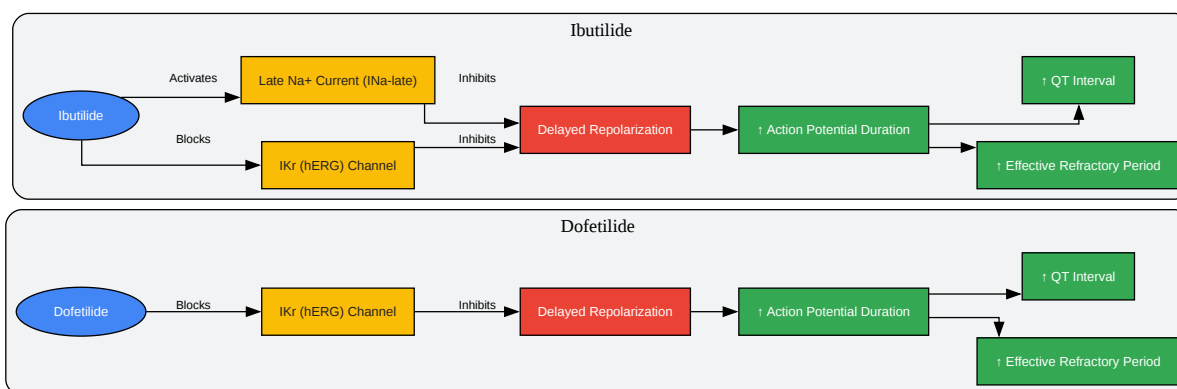 Ibutilide
Activates
Late Na+ Current (INa-late)
Inhibits
↑ QT Interval
Ibutilide
Delayed Repolarization
↑ Action Potential Duration
Blocks
IKr (hERG) Channel
Inhibits
↑ Effective Refractory Period
Dofetilide
↑ QT Interval
Dofetilide
Blocks
IKr (hERG) Channel
Inhibits
Delayed Repolarization
↑ Action Potential Duration
↑ Effective Refractory Period